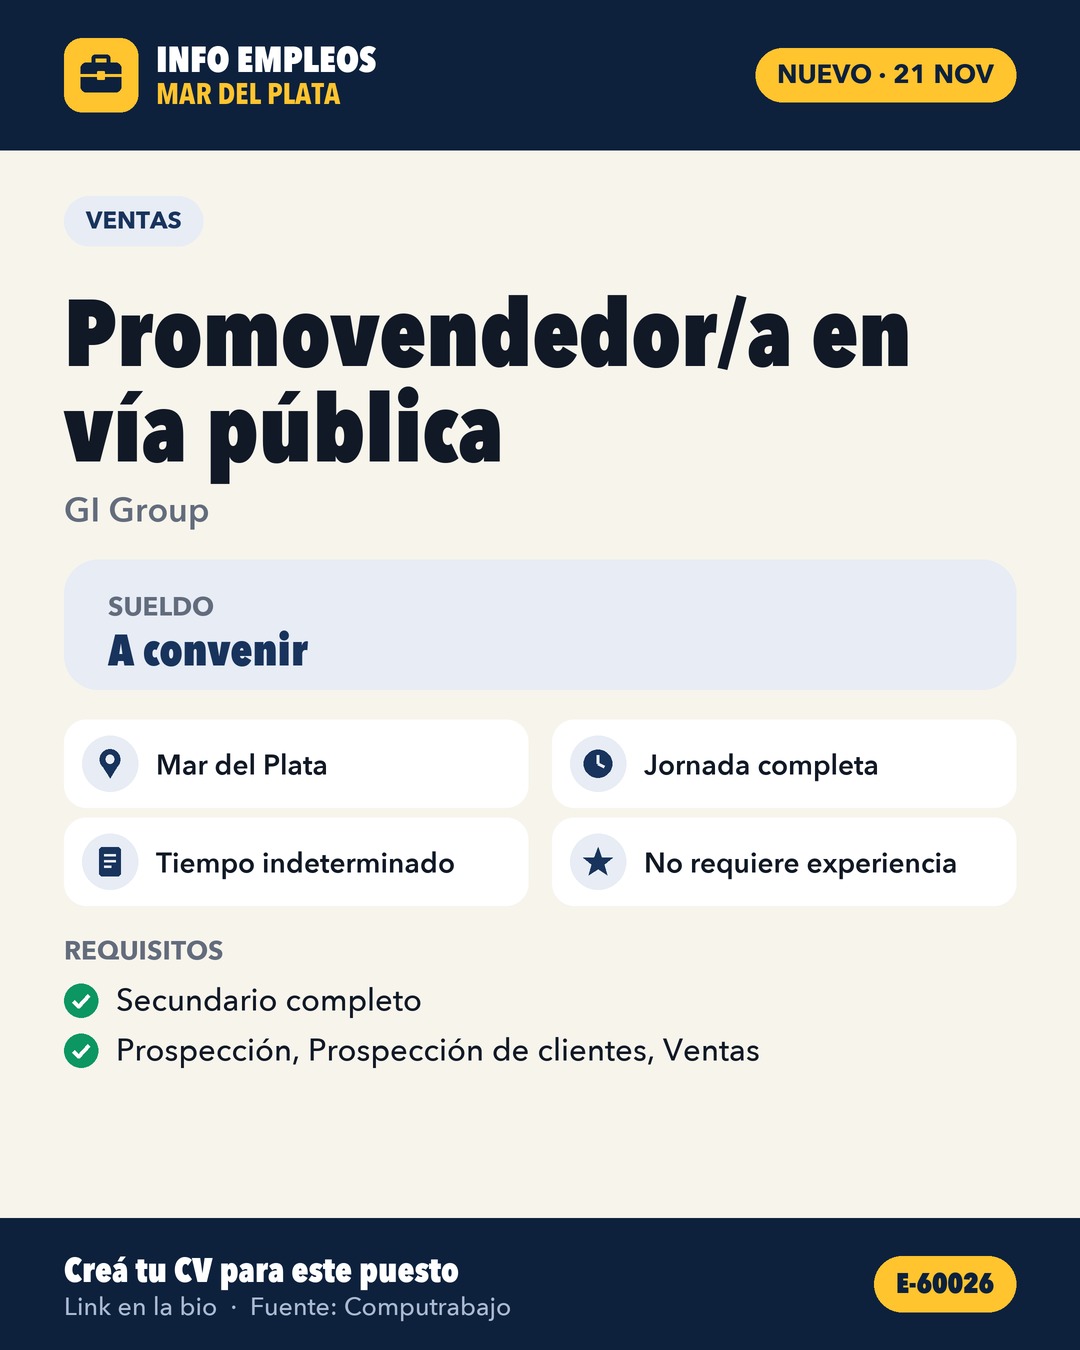 INFO EMPLEOS
MAR DEL PLATA
NUEVO · 21 NOV
VENTAS
Promovendedor/a en
vía pública
GI Group
SUELDO
A convenir
Mar del Plata
Jornada completa
Tiempo indeterminado
No requiere experiencia
REQUISITOS
Secundario completo
Prospección, Prospección de clientes, Ventas
Creá tu CV para este puesto
Link en la bio · Fuente: Computrabajo
E-60026